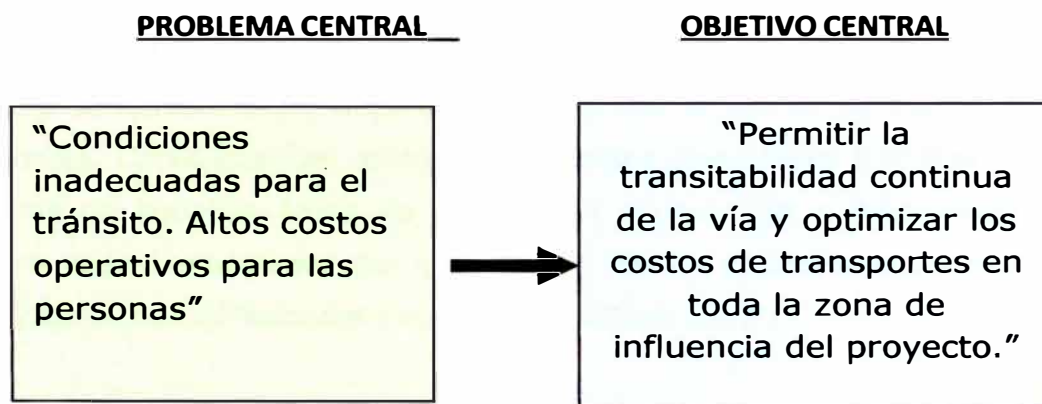 PROBLEMA CENTRAL
OBJETIVO CENTRAL
“Condiciones
inadecuadas para el
tránsito. Altos costos
operativos para las
personas”
“Permitir la
transitabilidad continua
de la vía y optimizar los
costos de transportes en
toda la zona de
influencia del proyecto.”